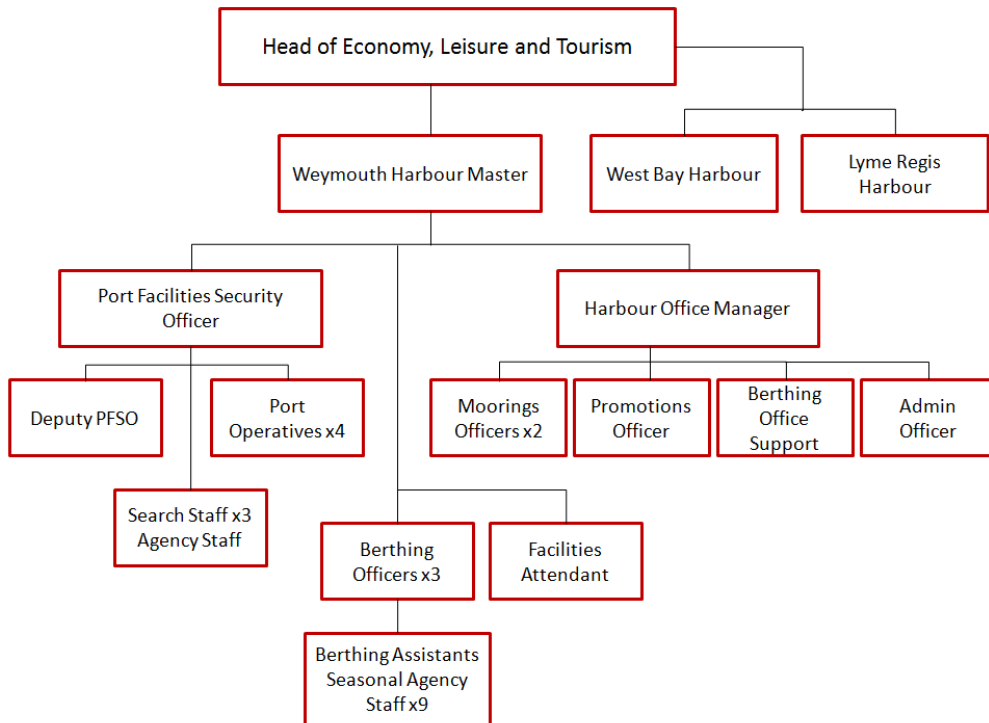 Head of Economy, Leisure and Tourism
Weymouth Harbour Master
West Bay Harbour
Lyme Regis
Harbour
Port Facilities Security
Officer
Harbour Office Manager
Deputy PFSO
Port
Operatives x4
Moorings
Officers x2
Promotions
Officer
Berthing
Office
Support
Admin
Officer
Search Staff x3
Agency Staff
Berthing
Officers x3
Facilities
Attendant
Berthing Assistants
Seasonal Agency
Staff x9